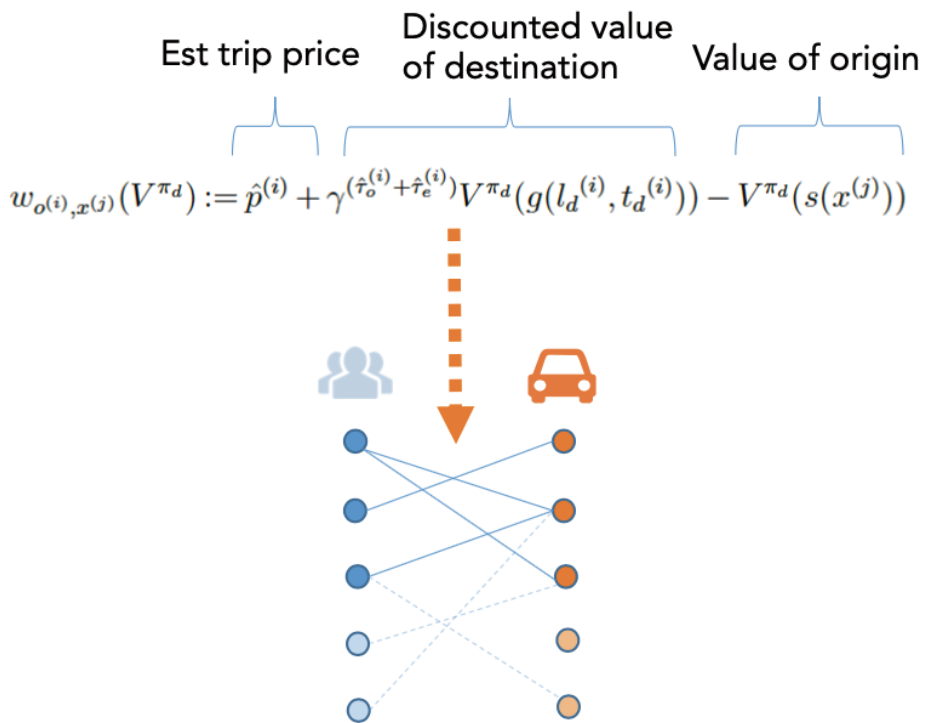 Est trip price
Discounted value
of destination
Value of origin
w_{o^{(i)},x^{(j)}}(V^{π_d}) := p̂^{(i)} + γ^{(τ̂_o^{(i)}+τ̂_e^{(i)})}V^{π_d}(g(l_d^{(i)}, t_d^{(i)})) − V^{π_d}(s(x^{(j)}))